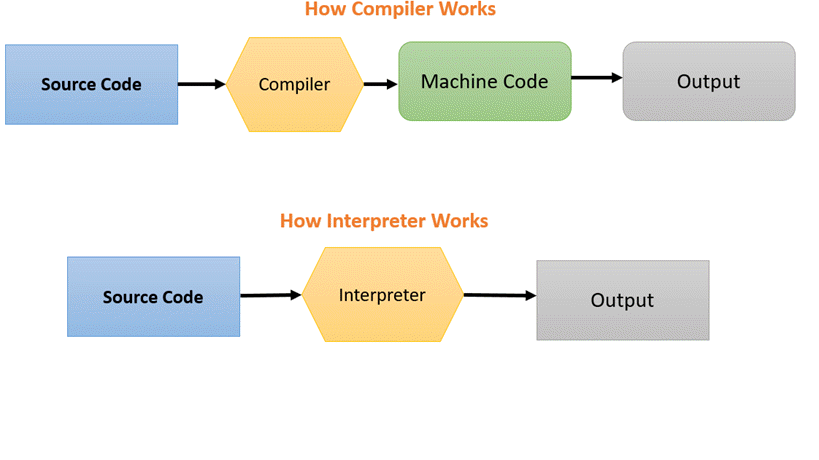 How Compiler Works
Source Code
Compiler
Machine Code
Output
How Interpreter Works
Source Code
Interpreter
Output